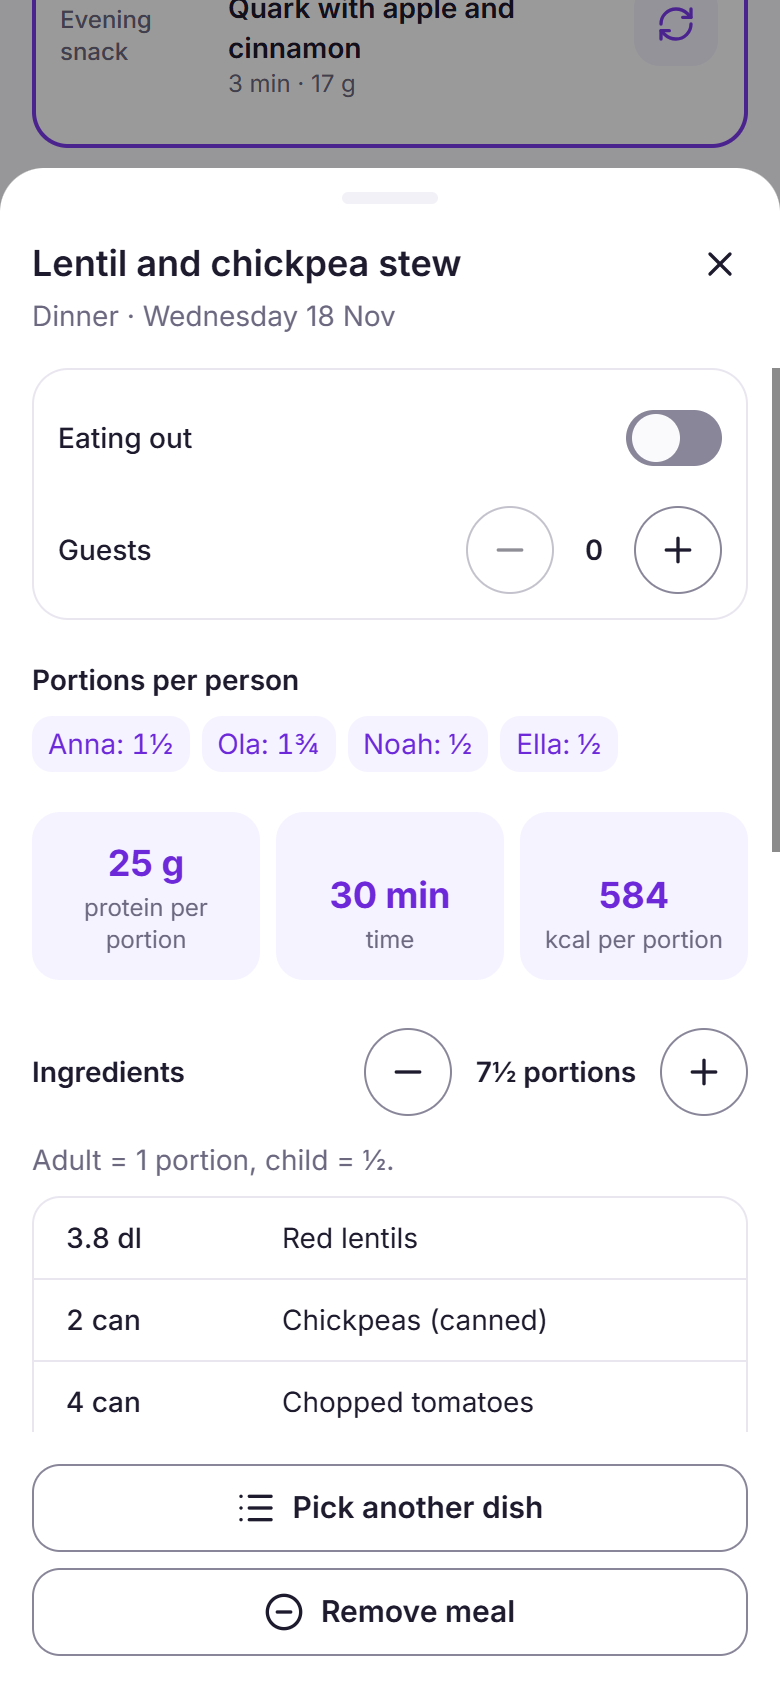 Evening
snack
Quark with apple and
cinnamon
3 min · 17 g
Lentil and chickpea stew
Dinner · Wednesday 18 Nov
Eating out
Guests
0
Portions per person
Anna: 1½
Ola: 1¾
Noah: ½
Ella: ½
25 g
protein per
portion
30 min
time
584
kcal per portion
Ingredients
7½ portions
Adult = 1 portion, child = ½.
3.8 dl Red lentils
2 can Chickpeas (canned)
4 can Chopped tomatoes
Pick another dish
Remove meal